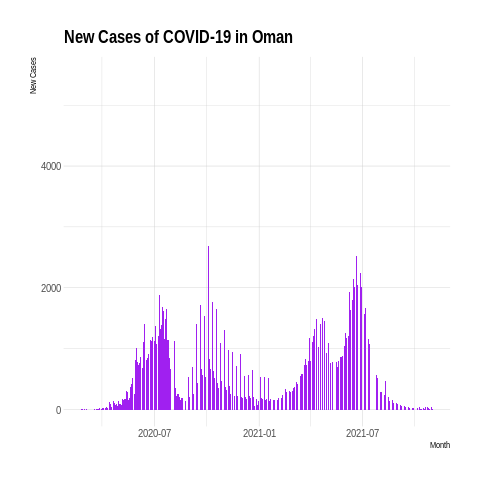 New Cases of COVID-19 in Oman
New Cases
4000
2000
0
2020-07
2021-01
2021-07
Month